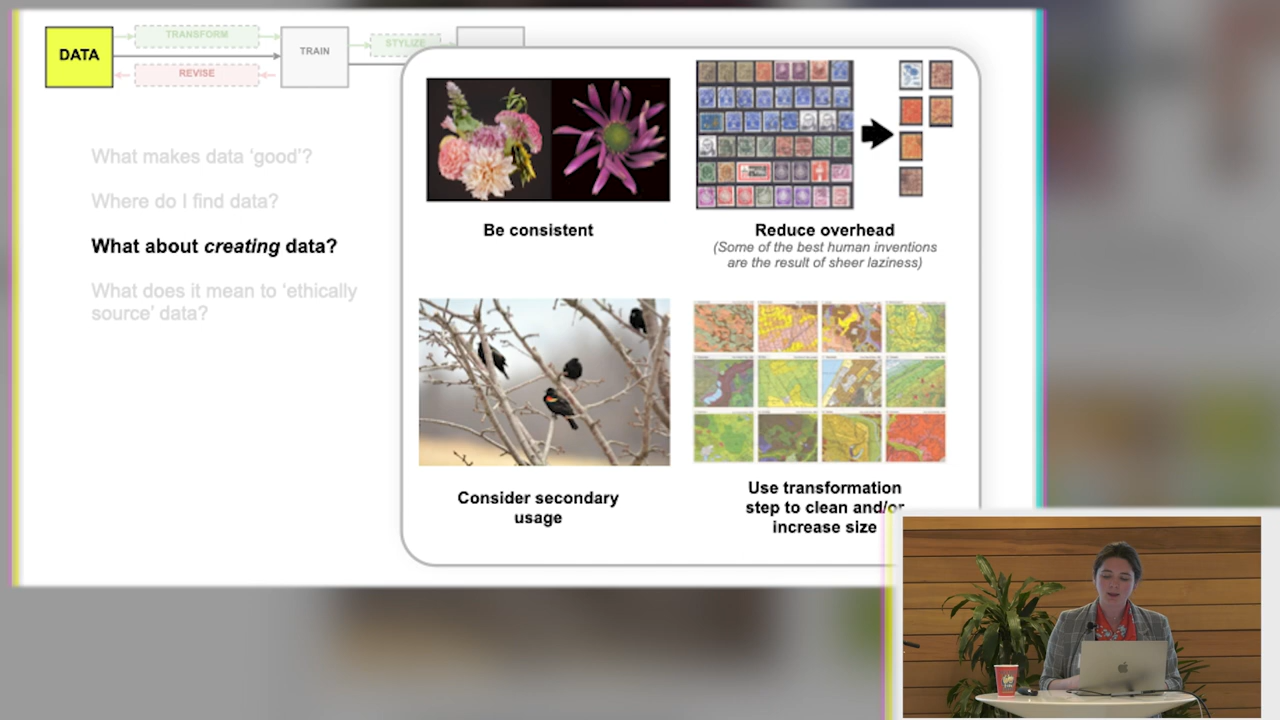 DATA
TRANSFORM
REVISE
TRAIN
STYLIZE
What makes data ‘good’?
Where do I find data?
What about creating data?
What does it mean to ‘ethically
source’ data?
Be consistent
Reduce overhead
(Some of the best human inventions
are the result of sheer laziness)
Consider secondary
usage
Use transformation
step to clean and/or
increase size